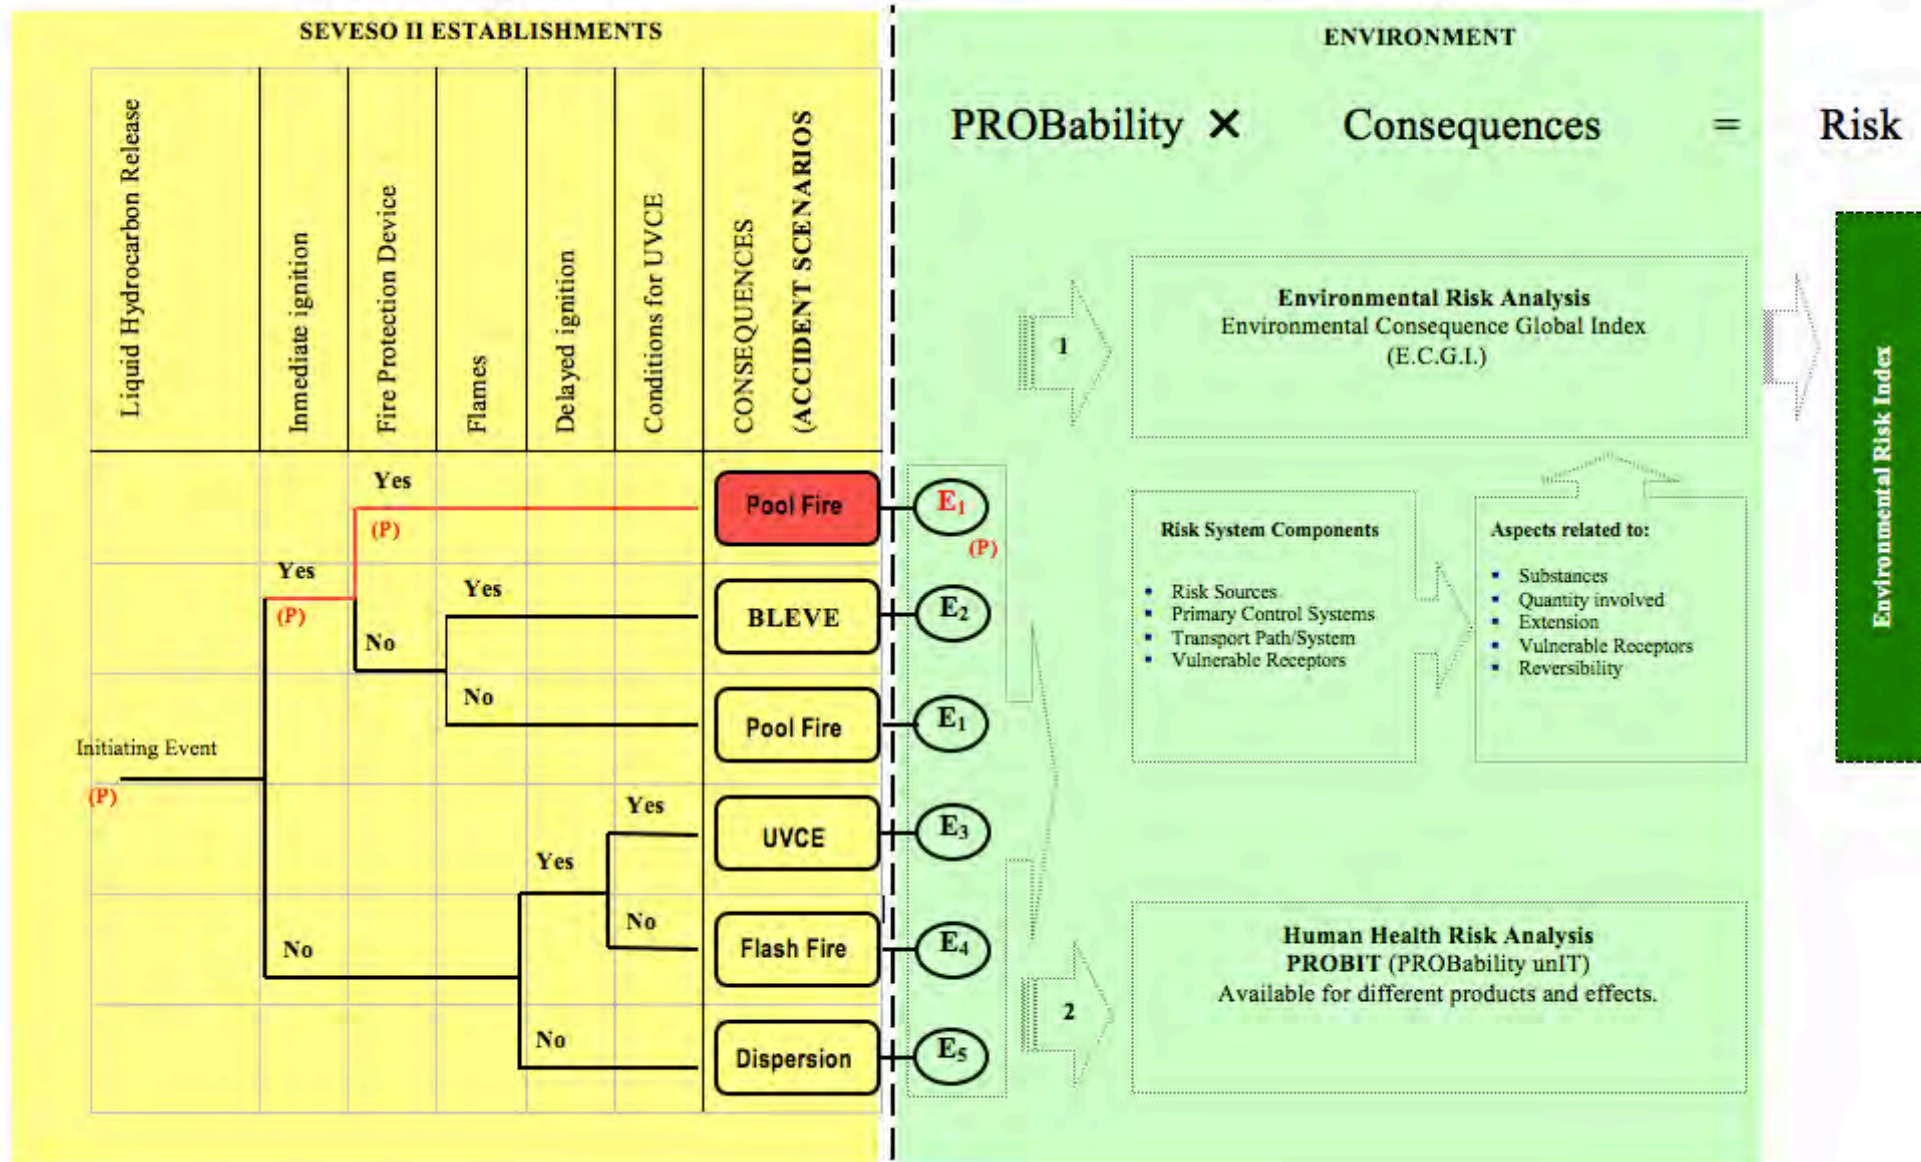 SEVESO II ESTABLISHMENTS
Liquid Hydrocarbon Release
Inmediate ignition
Fire Protection Device
Flames
Delayed ignition
Conditions for UVCE
CONSEQUENCES
(ACCIDENT SCENARIOS
Initiating Event
(P)
Yes
(P)
Yes
(P)
No
Yes
No
No
Yes
No
Yes
No
Pool Fire
BLEVE
Pool Fire
UVCE
Flash Fire
Dispersion
E1
(P)
E2
E1
E3
E4
E5
ENVIRONMENT
PROBability × Consequences = Risk
1
Environmental Risk Analysis
Environmental Consequence Global Index
(E.C.G.I.)
Risk System Components
▪ Risk Sources
▪ Primary Control Systems
▪ Transport Path/System
▪ Vulnerable Receptors
Aspects related to:
▪ Substances
▪ Quantity involved
▪ Extension
▪ Vulnerable Receptors
▪ Reversibility
2
Human Health Risk Analysis
PROBIT (PROBability unIT)
Available for different products and effects.
Environmental Risk Index